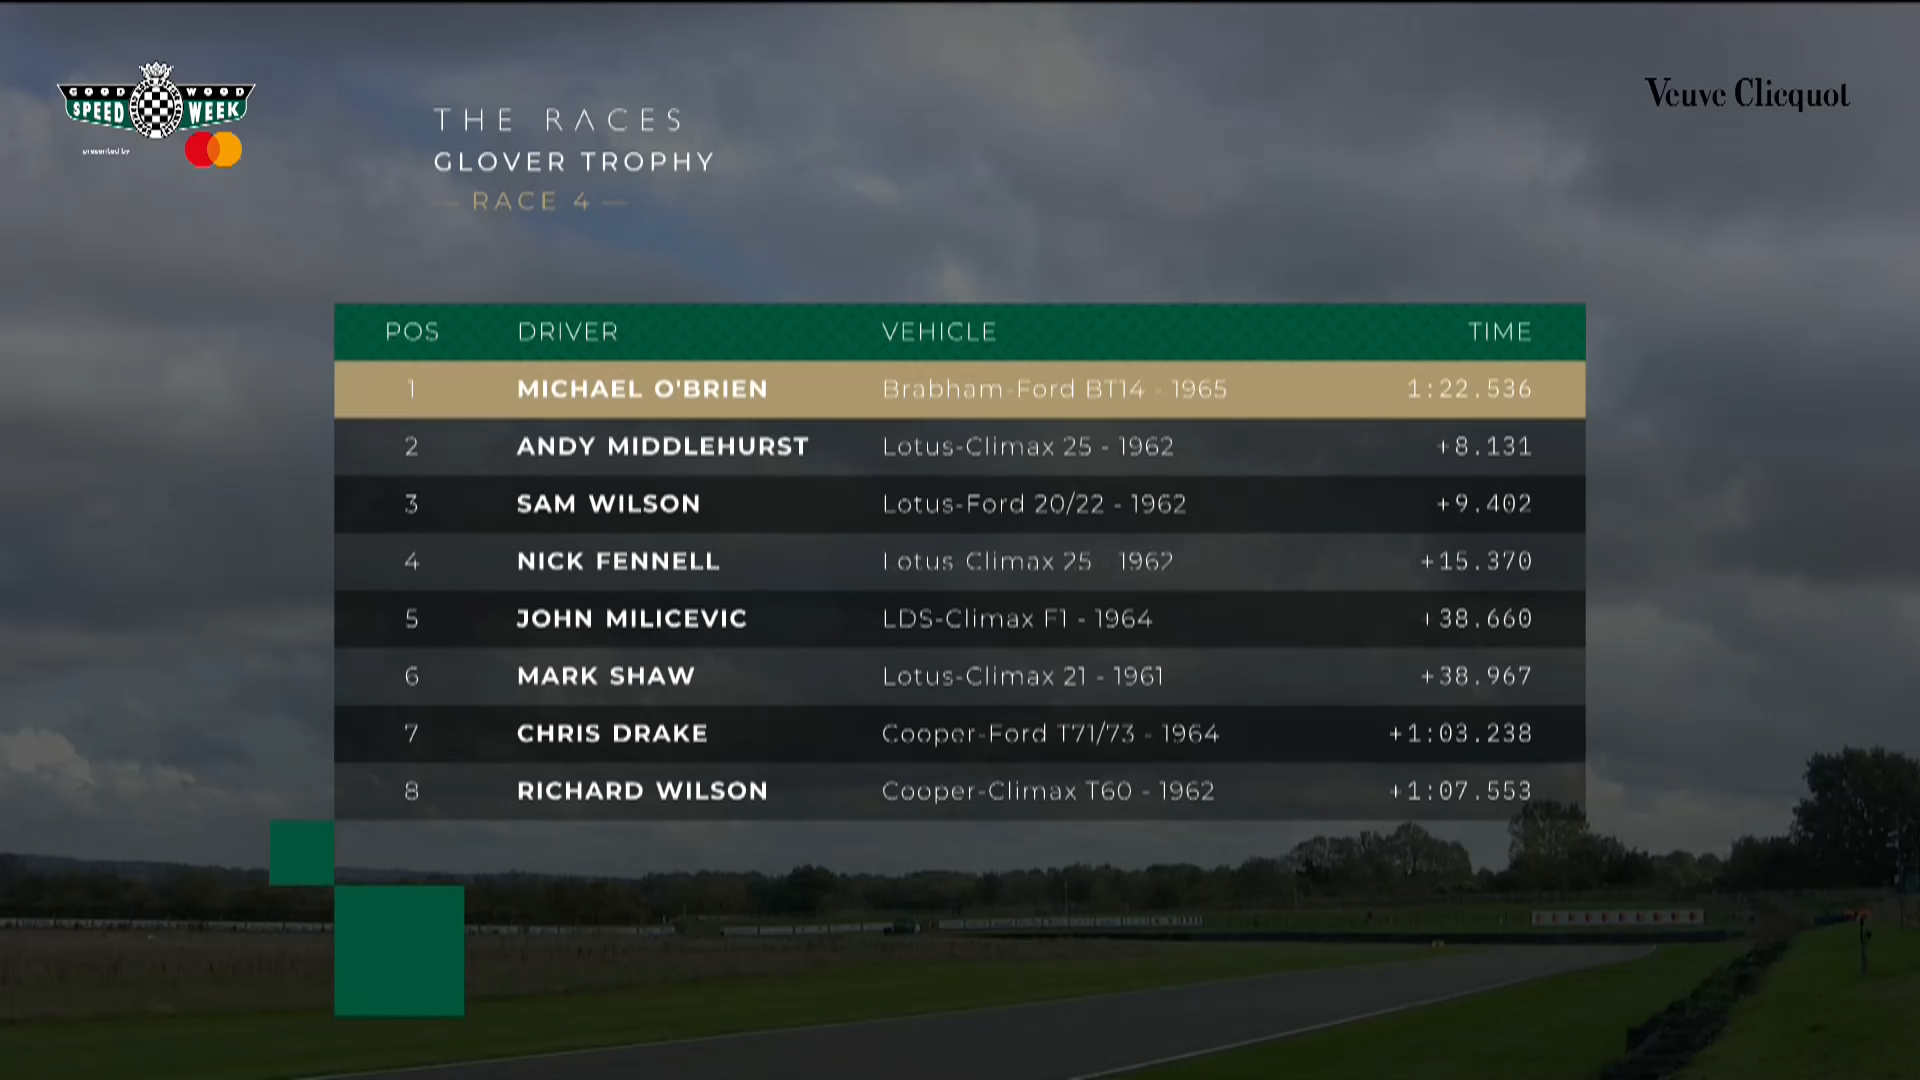 GOOD WOOD
SPEED WEEK
presented by
Veuve Clicquot
THE RACES
GLOVER TROPHY
— RACE 4 —
POS DRIVER VEHICLE TIME
1 MICHAEL O'BRIEN Brabham-Ford BT14 - 1965 1:22.536
2 ANDY MIDDLEHURST Lotus-Climax 25 - 1962 +8.131
3 SAM WILSON Lotus-Ford 20/22 - 1962 +9.402
4 NICK FENNELL Lotus Climax 25 - 1962 +15.370
5 JOHN MILICEVIC LDS-Climax F1 - 1964 +38.660
6 MARK SHAW Lotus-Climax 21 - 1961 +38.967
7 CHRIS DRAKE Cooper-Ford T71/73 - 1964 +1:03.238
8 RICHARD WILSON Cooper-Climax T60 - 1962 +1:07.553